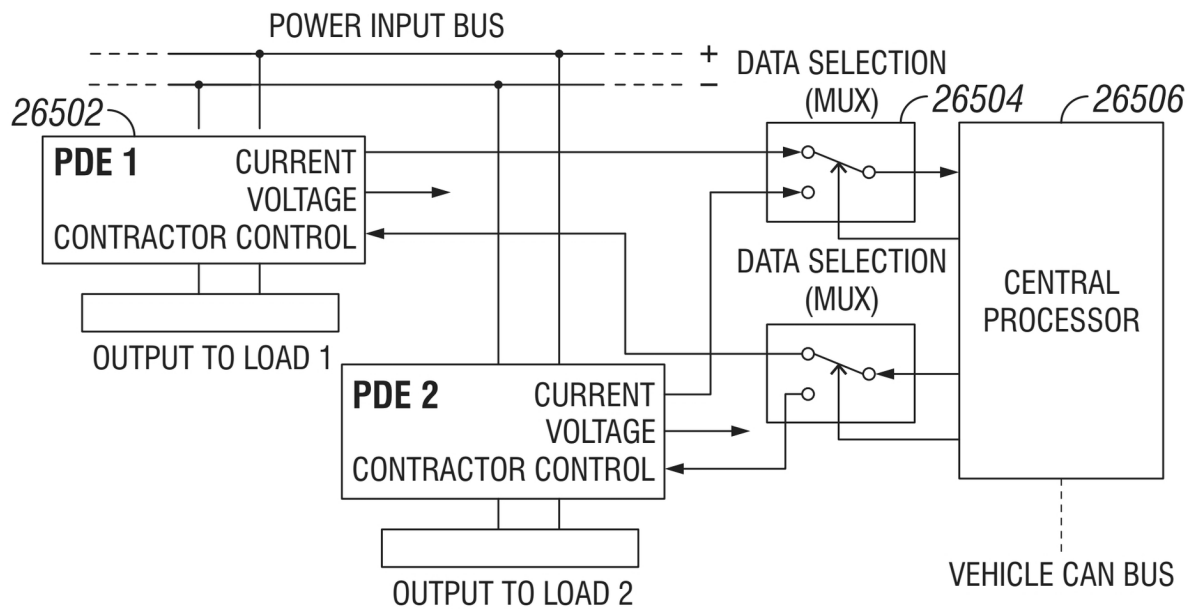 POWER INPUT BUS
+
−
DATA SELECTION
(MUX)
26502
26504
26506
PDE 1
CURRENT
VOLTAGE
CONTRACTOR CONTROL
OUTPUT TO LOAD 1
DATA SELECTION
(MUX)
CENTRAL
PROCESSOR
PDE 2
CURRENT
VOLTAGE
CONTRACTOR CONTROL
OUTPUT TO LOAD 2
VEHICLE CAN BUS